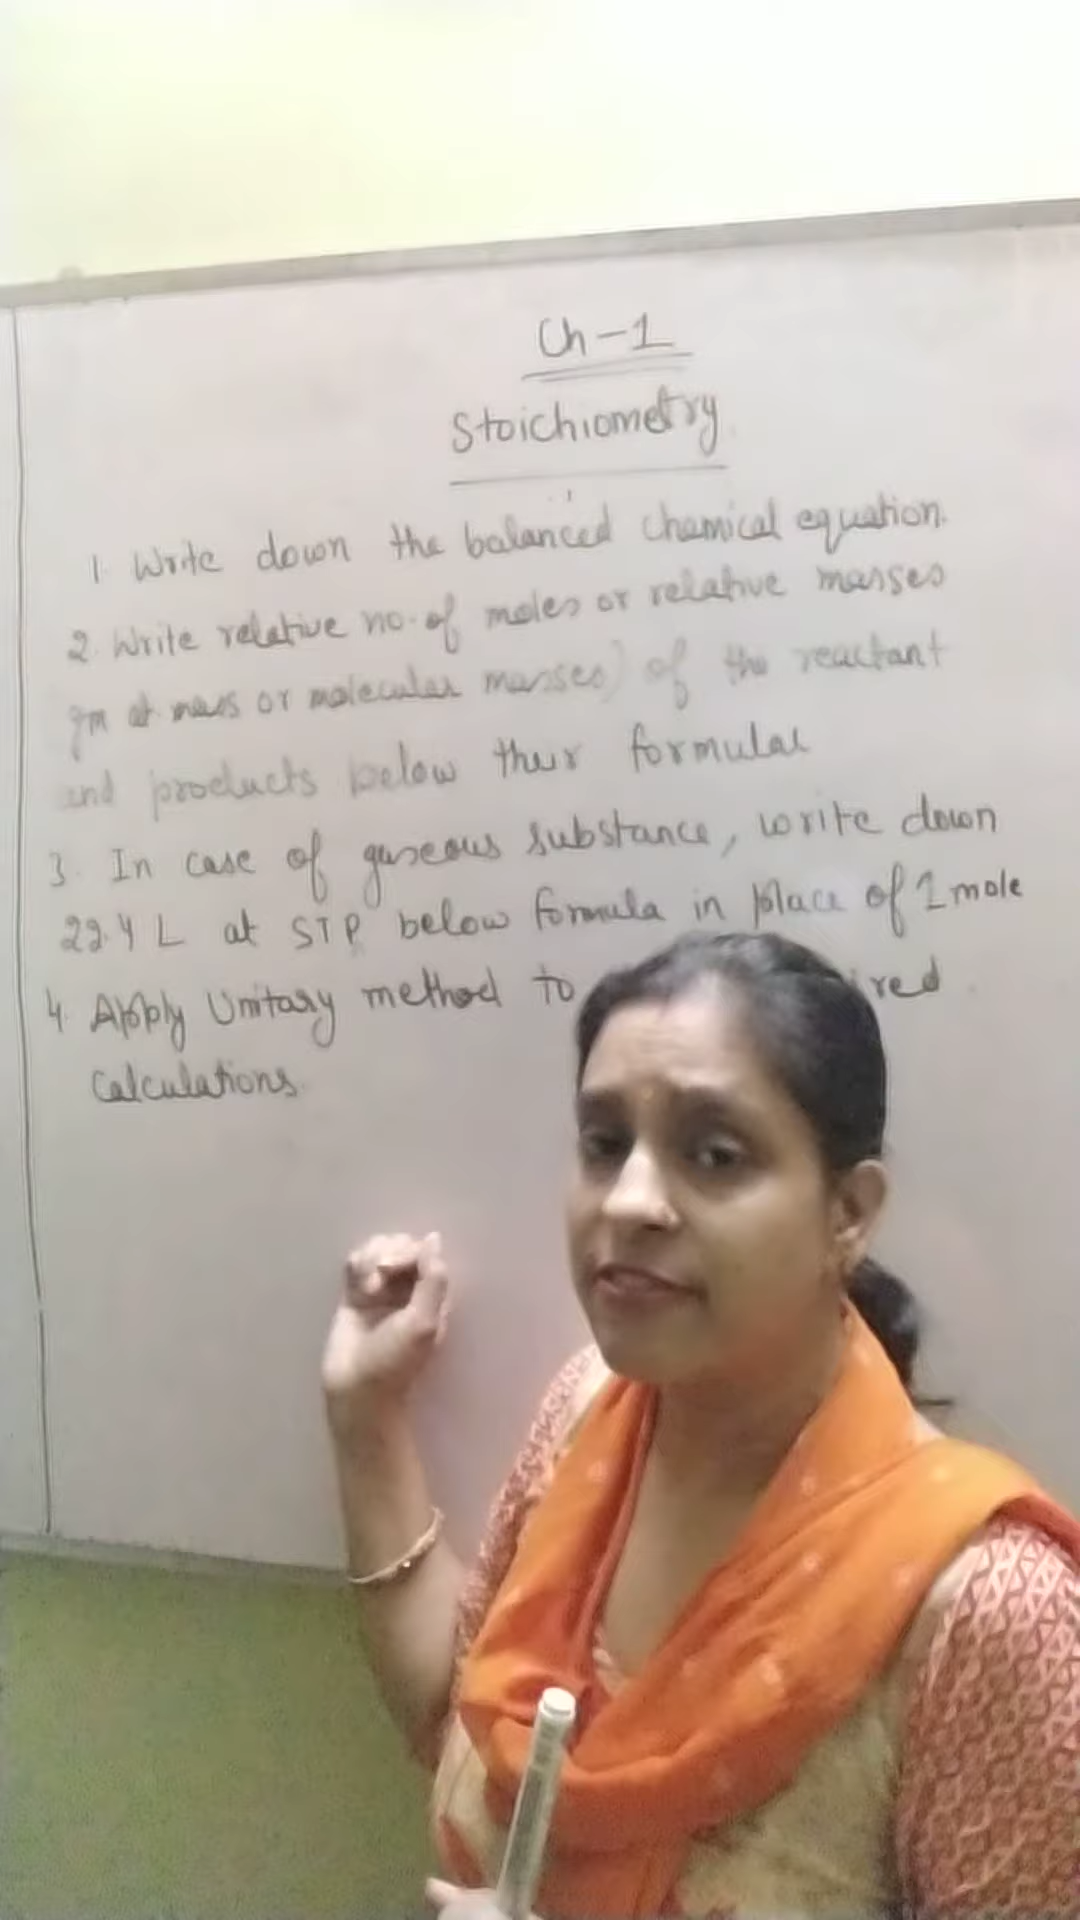 Ch-1
Stoichiometry
1. Write down the balanced chemical equation.
2. Write relative no. of moles or relative masses
gm at mass or molecular masses) of the reactant
and products below their formulae
3. In case of gaseous substance, write down
22.4 L at STP below formula in place of 1 mole
4. Apply Unitary method to ired
Calculations.